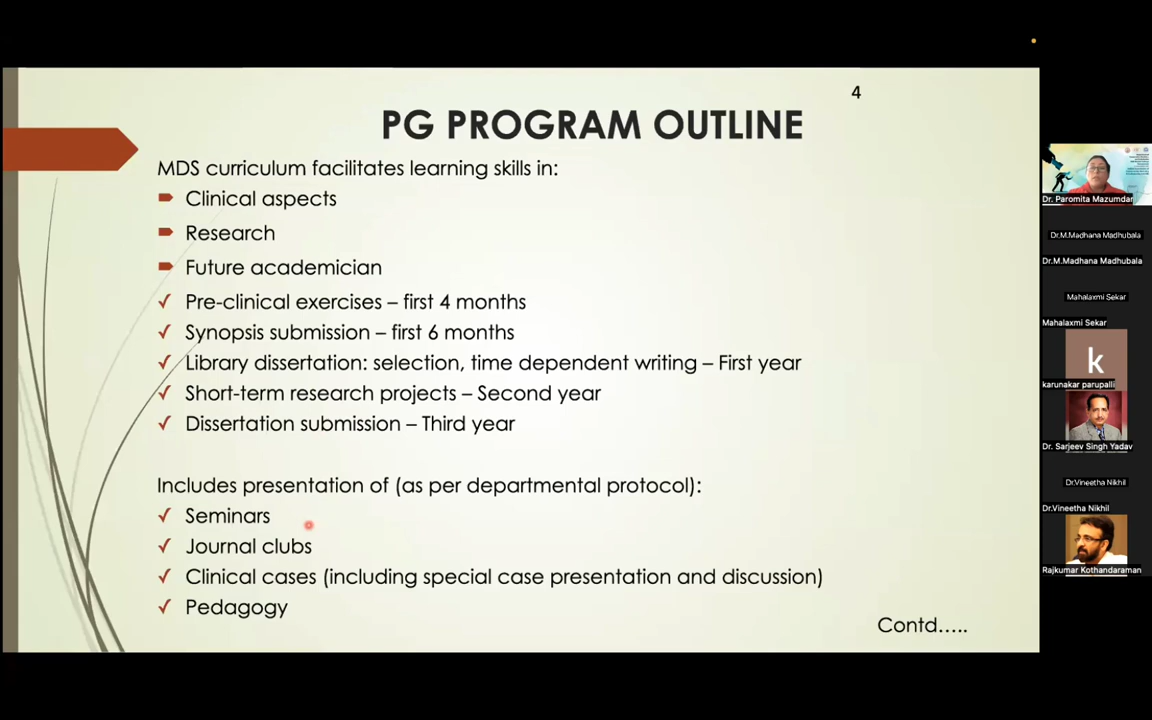 4
PG PROGRAM OUTLINE
MDS curriculum facilitates learning skills in:
Clinical aspects
Research
Future academician
✓ Pre-clinical exercises – first 4 months
✓ Synopsis submission – first 6 months
✓ Library dissertation: selection, time dependent writing – First year
✓ Short-term research projects – Second year
✓ Dissertation submission – Third year
Includes presentation of (as per departmental protocol):
✓ Seminars
✓ Journal clubs
✓ Clinical cases (including special case presentation and discussion)
✓ Pedagogy
Contd.....
Dr. Paromita Mazumdar
Dr.M.Madhana Madhubala
Dr.M.Madhana Madhubala
Mahalaxmi Sekar
Mahalaxmi Sekar
k
karunakar parupalli
Dr. Sarjeev Singh Yadav
Dr.Vineetha Nikhil
Dr.Vineetha Nikhil
Rajkumar Kothandaraman